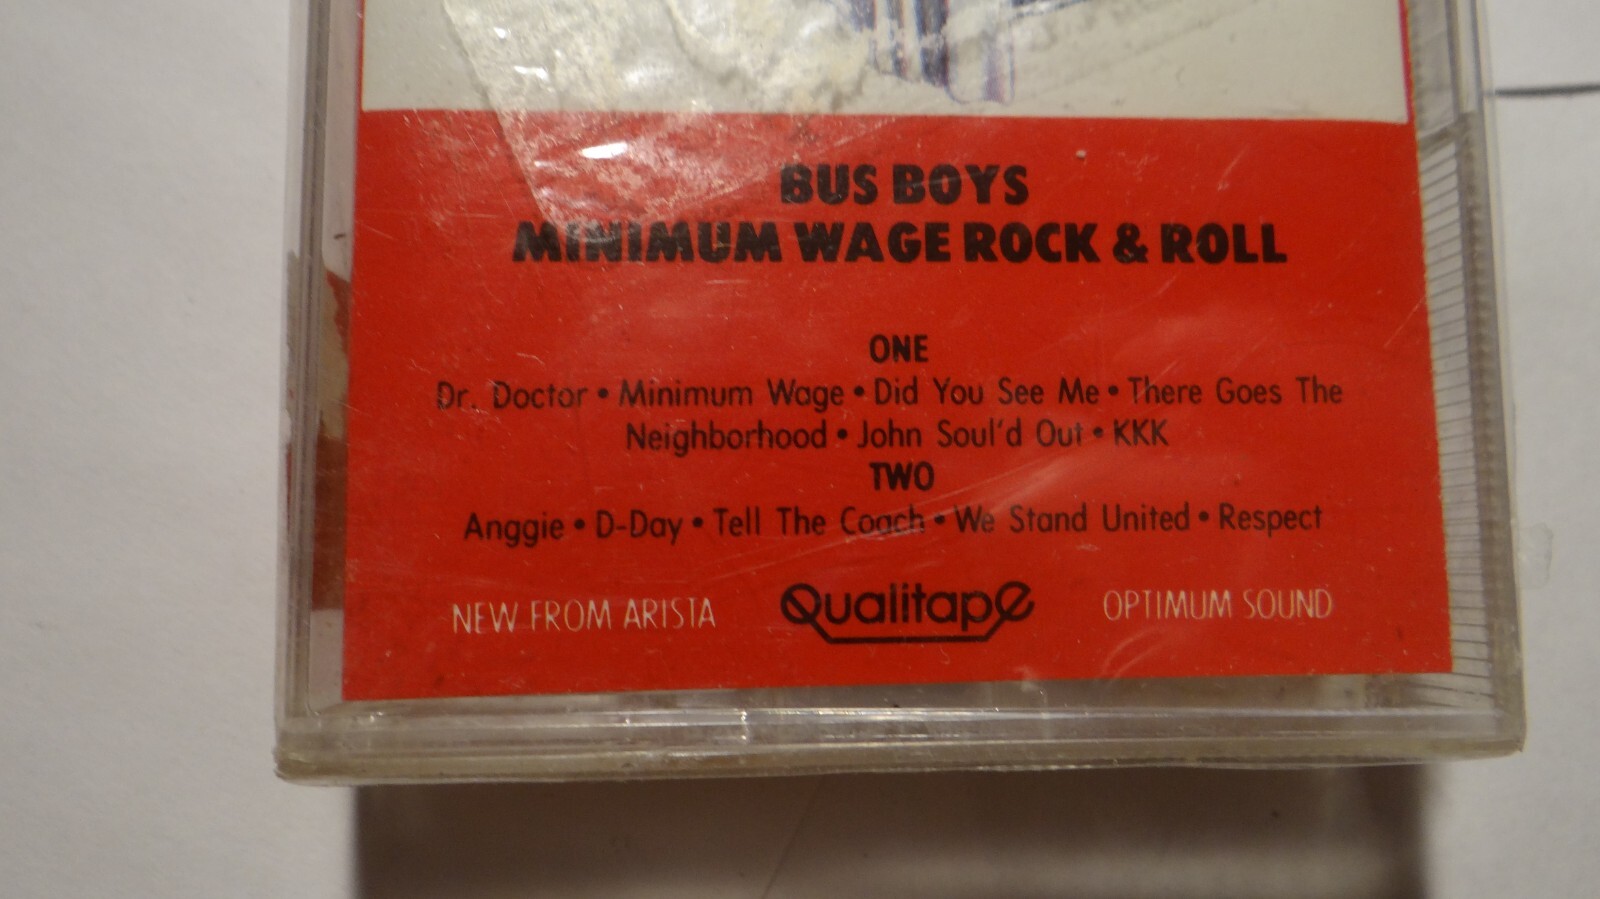 BUS BOYS
MINIMUM WAGE ROCK & ROLL
ONE
Dr. Doctor • Minimum Wage • Did You See Me • There Goes The
Neighborhood • John Soul'd Out • KKK
TWO
Anggie • D-Day • Tell The Coach • We Stand United • Respect
NEW FROM ARISTA Qualitape OPTIMUM SOUND